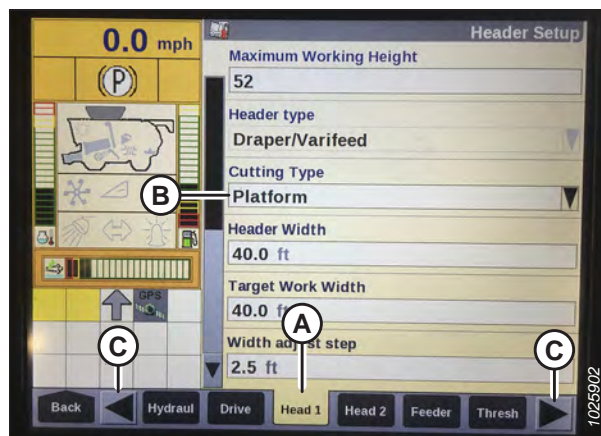 0.0 mph
(P)
GPS
Header Setup
Maximum Working Height
52
Header type
Draper/Varifeed
Cutting Type
B
Platform
Header Width
40.0 ft
Target Work Width
40.0
A
Width adjust step
2.5 ft
C
C
Back
Hydraul
Drive
Head 1
Head 2
Feeder
Thresh
1025902